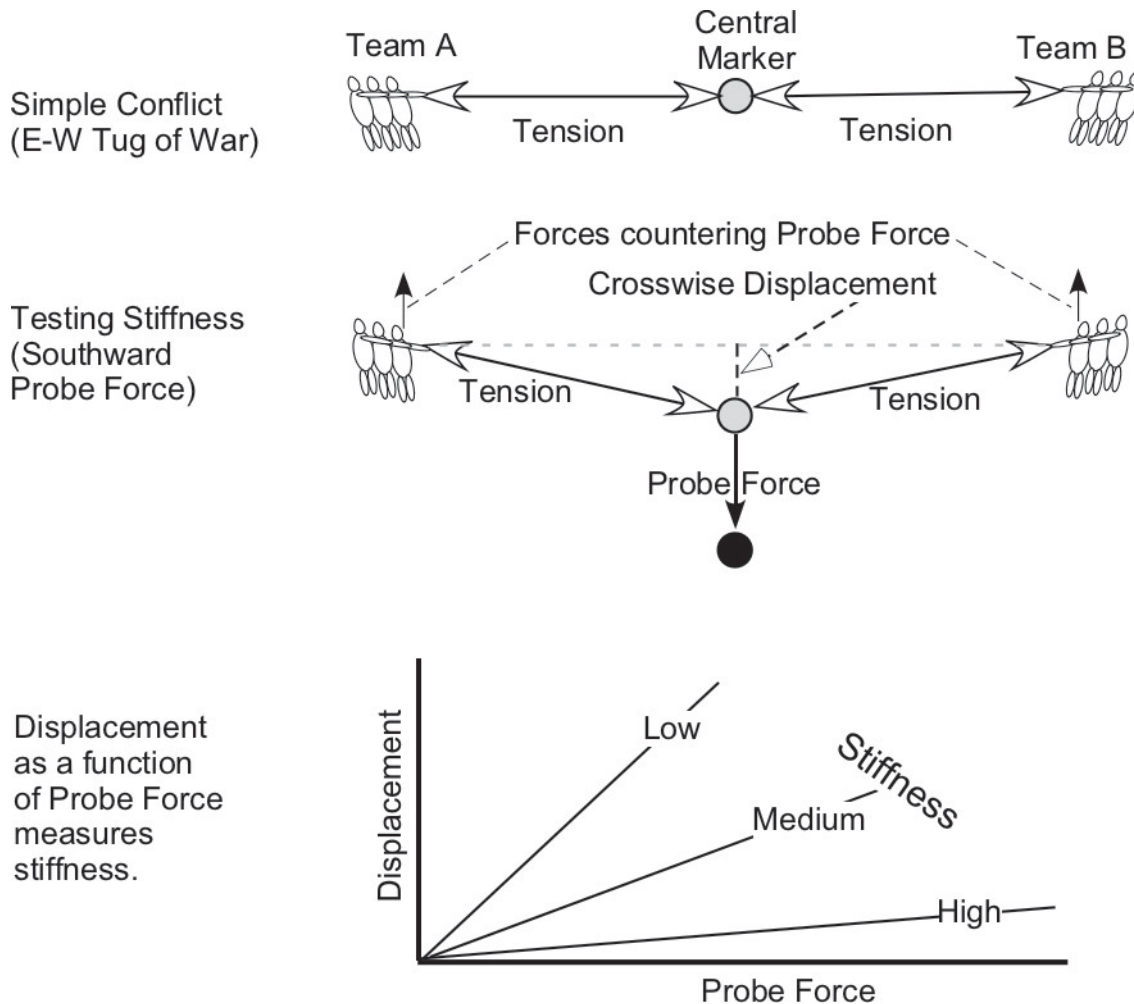 Team A
Central
Marker
Team B
Simple Conflict
(E-W Tug of War)
Tension
Tension
Forces countering Probe Force
Crosswise Displacement
Testing Stiffness
(Southward
Probe Force)
Tension
Tension
Probe Force
Displacement
as a function
of Probe Force
measures
stiffness.
Displacement
Low
Medium
High
Stiffness
Probe Force